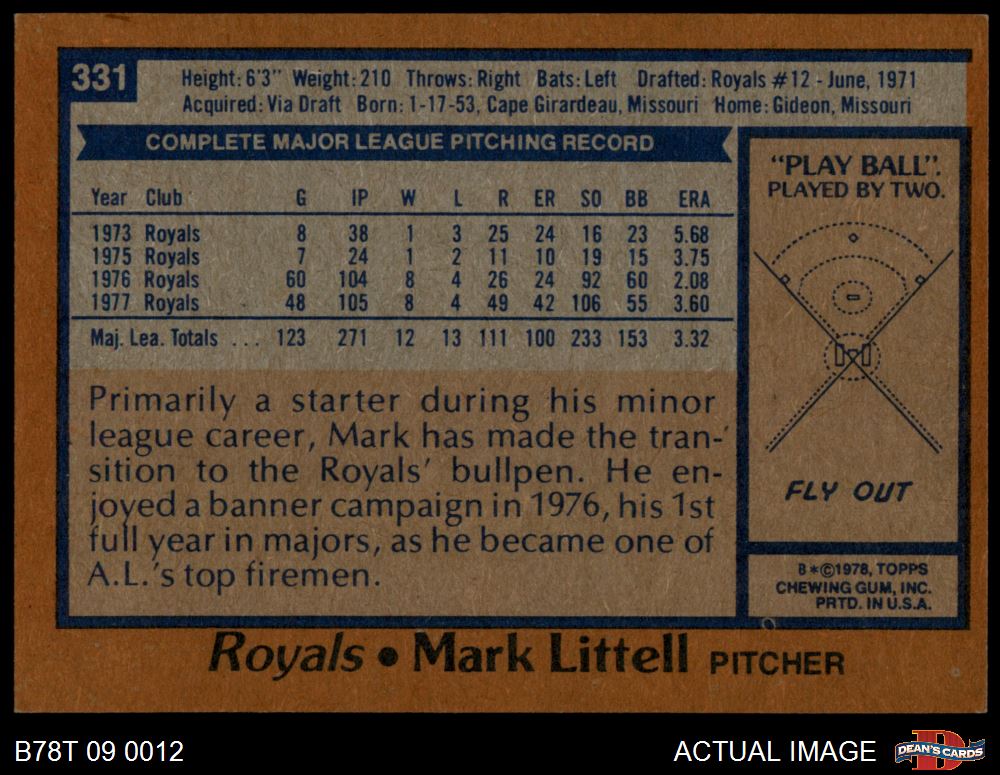 331
Height: 6'3" Weight: 210 Throws: Right Bats: Left Drafted: Royals #12 - June, 1971
Acquired: Via Draft Born: 1-17-53, Cape Girardeau, Missouri Home: Gideon, Missouri
COMPLETE MAJOR LEAGUE PITCHING RECORD
Year Club G IP W L R ER SO BB ERA
1973 Royals 8 38 1 3 25 24 16 23 5.68
1975 Royals 7 24 1 2 11 10 19 15 3.75
1976 Royals 60 104 8 4 26 24 92 60 2.08
1977 Royals 48 105 8 4 49 42 106 55 3.60
Maj. Lea. Totals ... 123 271 12 13 111 100 233 153 3.32
Primarily a starter during his minor
league career, Mark has made the tran-
sition to the Royals' bullpen. He en-
joyed a banner campaign in 1976, his 1st
full year in majors, as he became one of
A.L.'s top firemen.
"PLAY BALL".
PLAYED BY TWO.
FLY OUT
B*©1978, TOPPS
CHEWING GUM, INC.
PRTD. IN U.S.A.
Royals • Mark Littell PITCHER
B78T 09 0012
ACTUAL IMAGE
DEAN'S CARDS